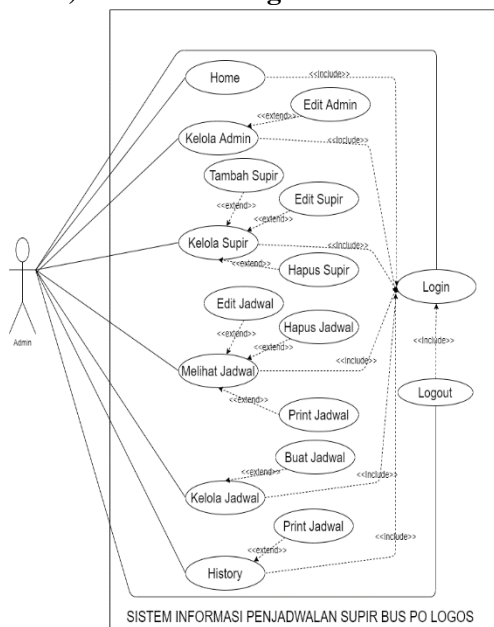 Home
<<include>>
Edit Admin
<<extend>>
Kelola Admin
<<include>>
Tambah Supir
<<extend>>
Edit Supir
<<extend>>
Kelola Supir
<<include>>
<<extend>>
Hapus Supir
Login
Admin
Edit Jadwal
<<extend>>
Hapus Jadwal
<<extend>>
Melihat Jadwal
<<include>>
<<include>>
Logout
<<extend>>
Print Jadwal
Buat Jadwal
<<extend>>
Kelola Jadwal
<<include>>
Print Jadwal
<<include>>
<<extend>>
History
SISTEM INFORMASI PENJADWALAN SUPIR BUS PO LOGOS